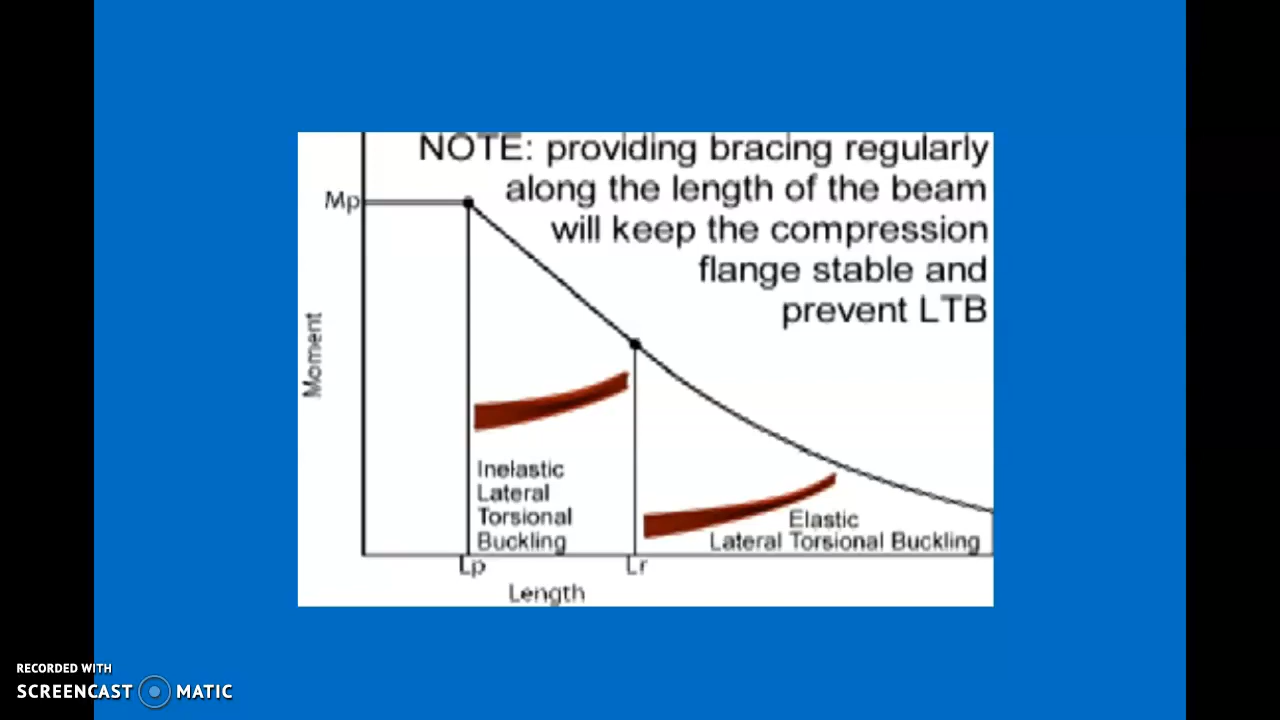 NOTE: providing bracing regularly
along the length of the beam
will keep the compression
flange stable and
prevent LTB
Mp
Moment
Inelastic
Lateral
Torsional
Buckling
Elastic
Lateral Torsional Buckling
Lp
Lr
Length
RECORDED WITH
SCREENCAST MATIC